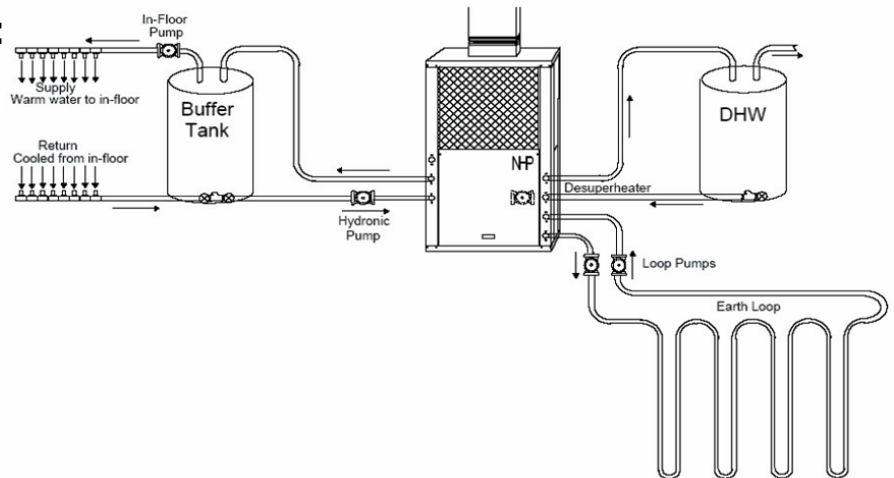 In-Floor
Pump
Supply
Warm water to in-floor
Buffer
Tank
Return
Cooled from in-floor
Hydronic
Pump
NHP
Desuperheater
DHW
Loop Pumps
Earth Loop